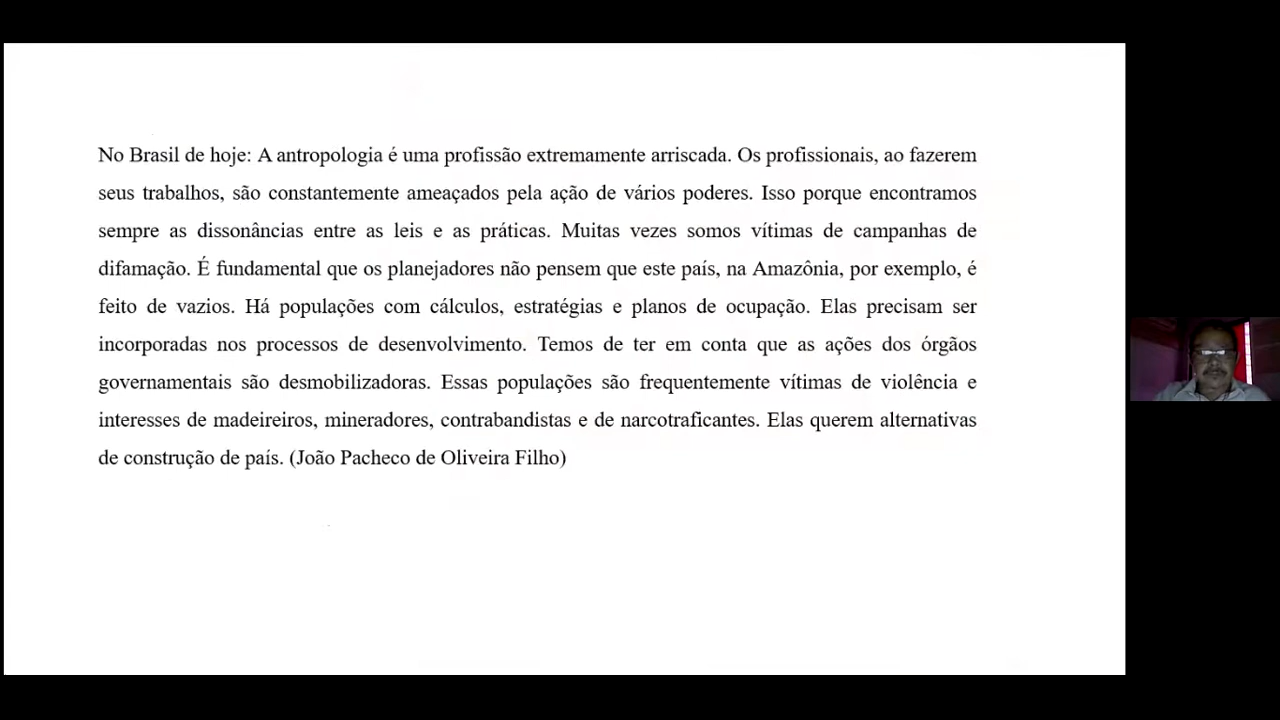 No Brasil de hoje: A antropologia é uma profissão extremamente arriscada. Os profissionais, ao fazerem
seus trabalhos, são constantemente ameaçados pela ação de vários poderes. Isso porque encontramos
sempre as dissonâncias entre as leis e as práticas. Muitas vezes somos vítimas de campanhas de
difamação. É fundamental que os planejadores não pensem que este país, na Amazônia, por exemplo, é
feito de vazios. Há populações com cálculos, estratégias e planos de ocupação. Elas precisam ser
incorporadas nos processos de desenvolvimento. Temos de ter em conta que as ações dos órgãos
governamentais são desmobilizadoras. Essas populações são frequentemente vítimas de violência e
interesses de madeireiros, mineradores, contrabandistas e de narcotraficantes. Elas querem alternativas
de construção de país. (João Pacheco de Oliveira Filho)